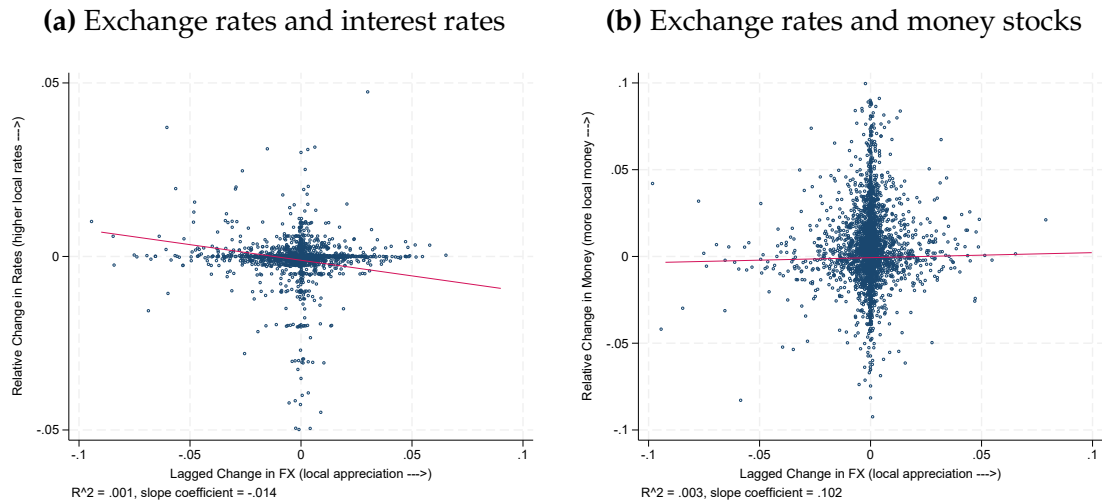 (a) Exchange rates and interest rates
Relative Change in Rates (higher local rates --->)
.05
0
-.05
-.1
-.05
0
.05
.1
Lagged Change in FX (local appreciation --->)
R^2 = .001, slope coefficient = -.014
(b) Exchange rates and money stocks
Relative Change in Money (more local money --->)
.1
.05
0
-.05
-.1
-.1
-.05
0
.05
.1
Lagged Change in FX (local appreciation --->)
R^2 = .003, slope coefficient = .102